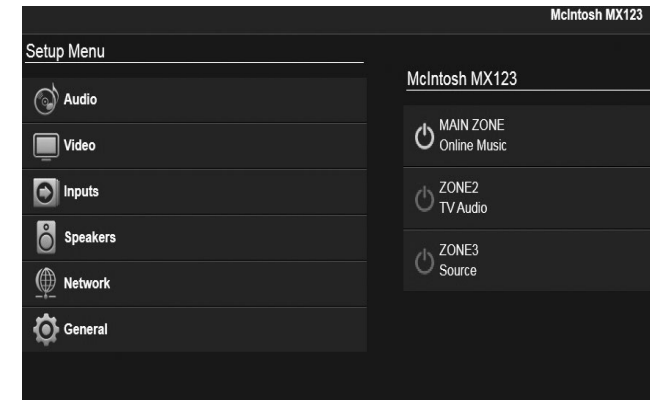 McIntosh MX123
Setup Menu
Audio
Video
Inputs
Speakers
Network
General
McIntosh MX123
MAIN ZONE
Online Music
ZONE2
TV Audio
ZONE3
Source